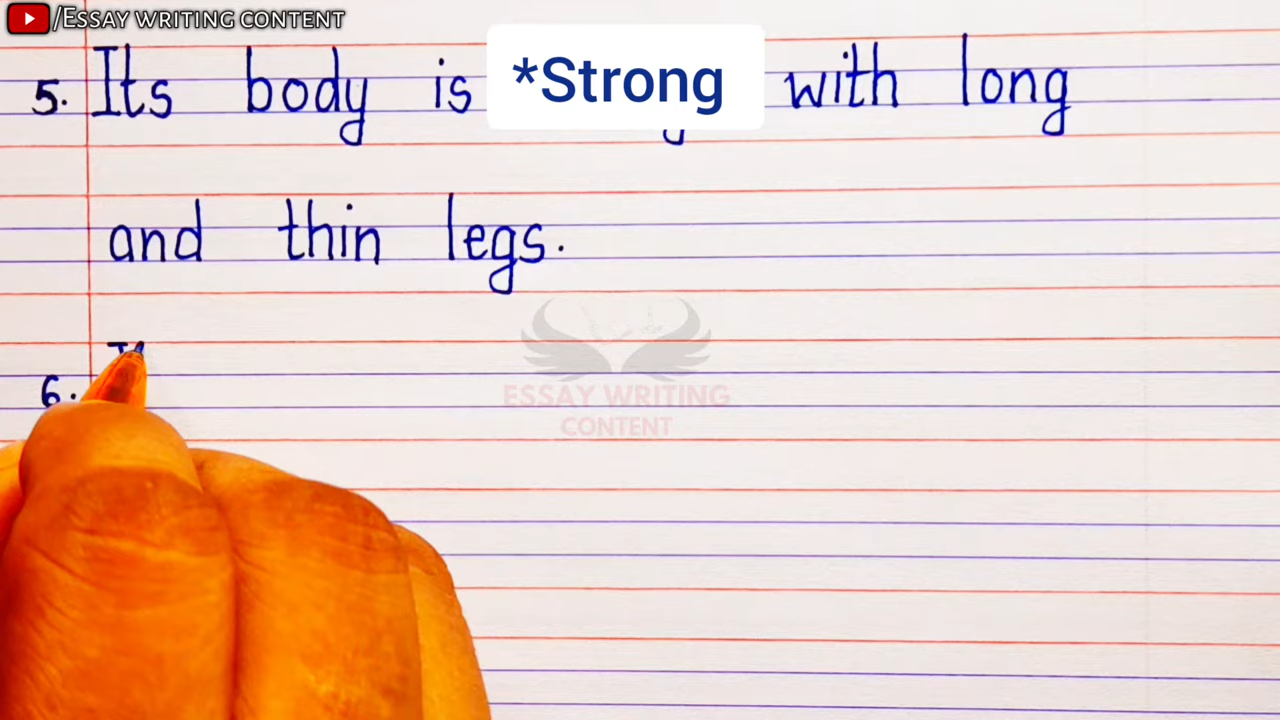 /ESSAY WRITING CONTENT
5. Its body is *Strong with long
and thin legs.
6.
ESSAY WRITING
CONTENT